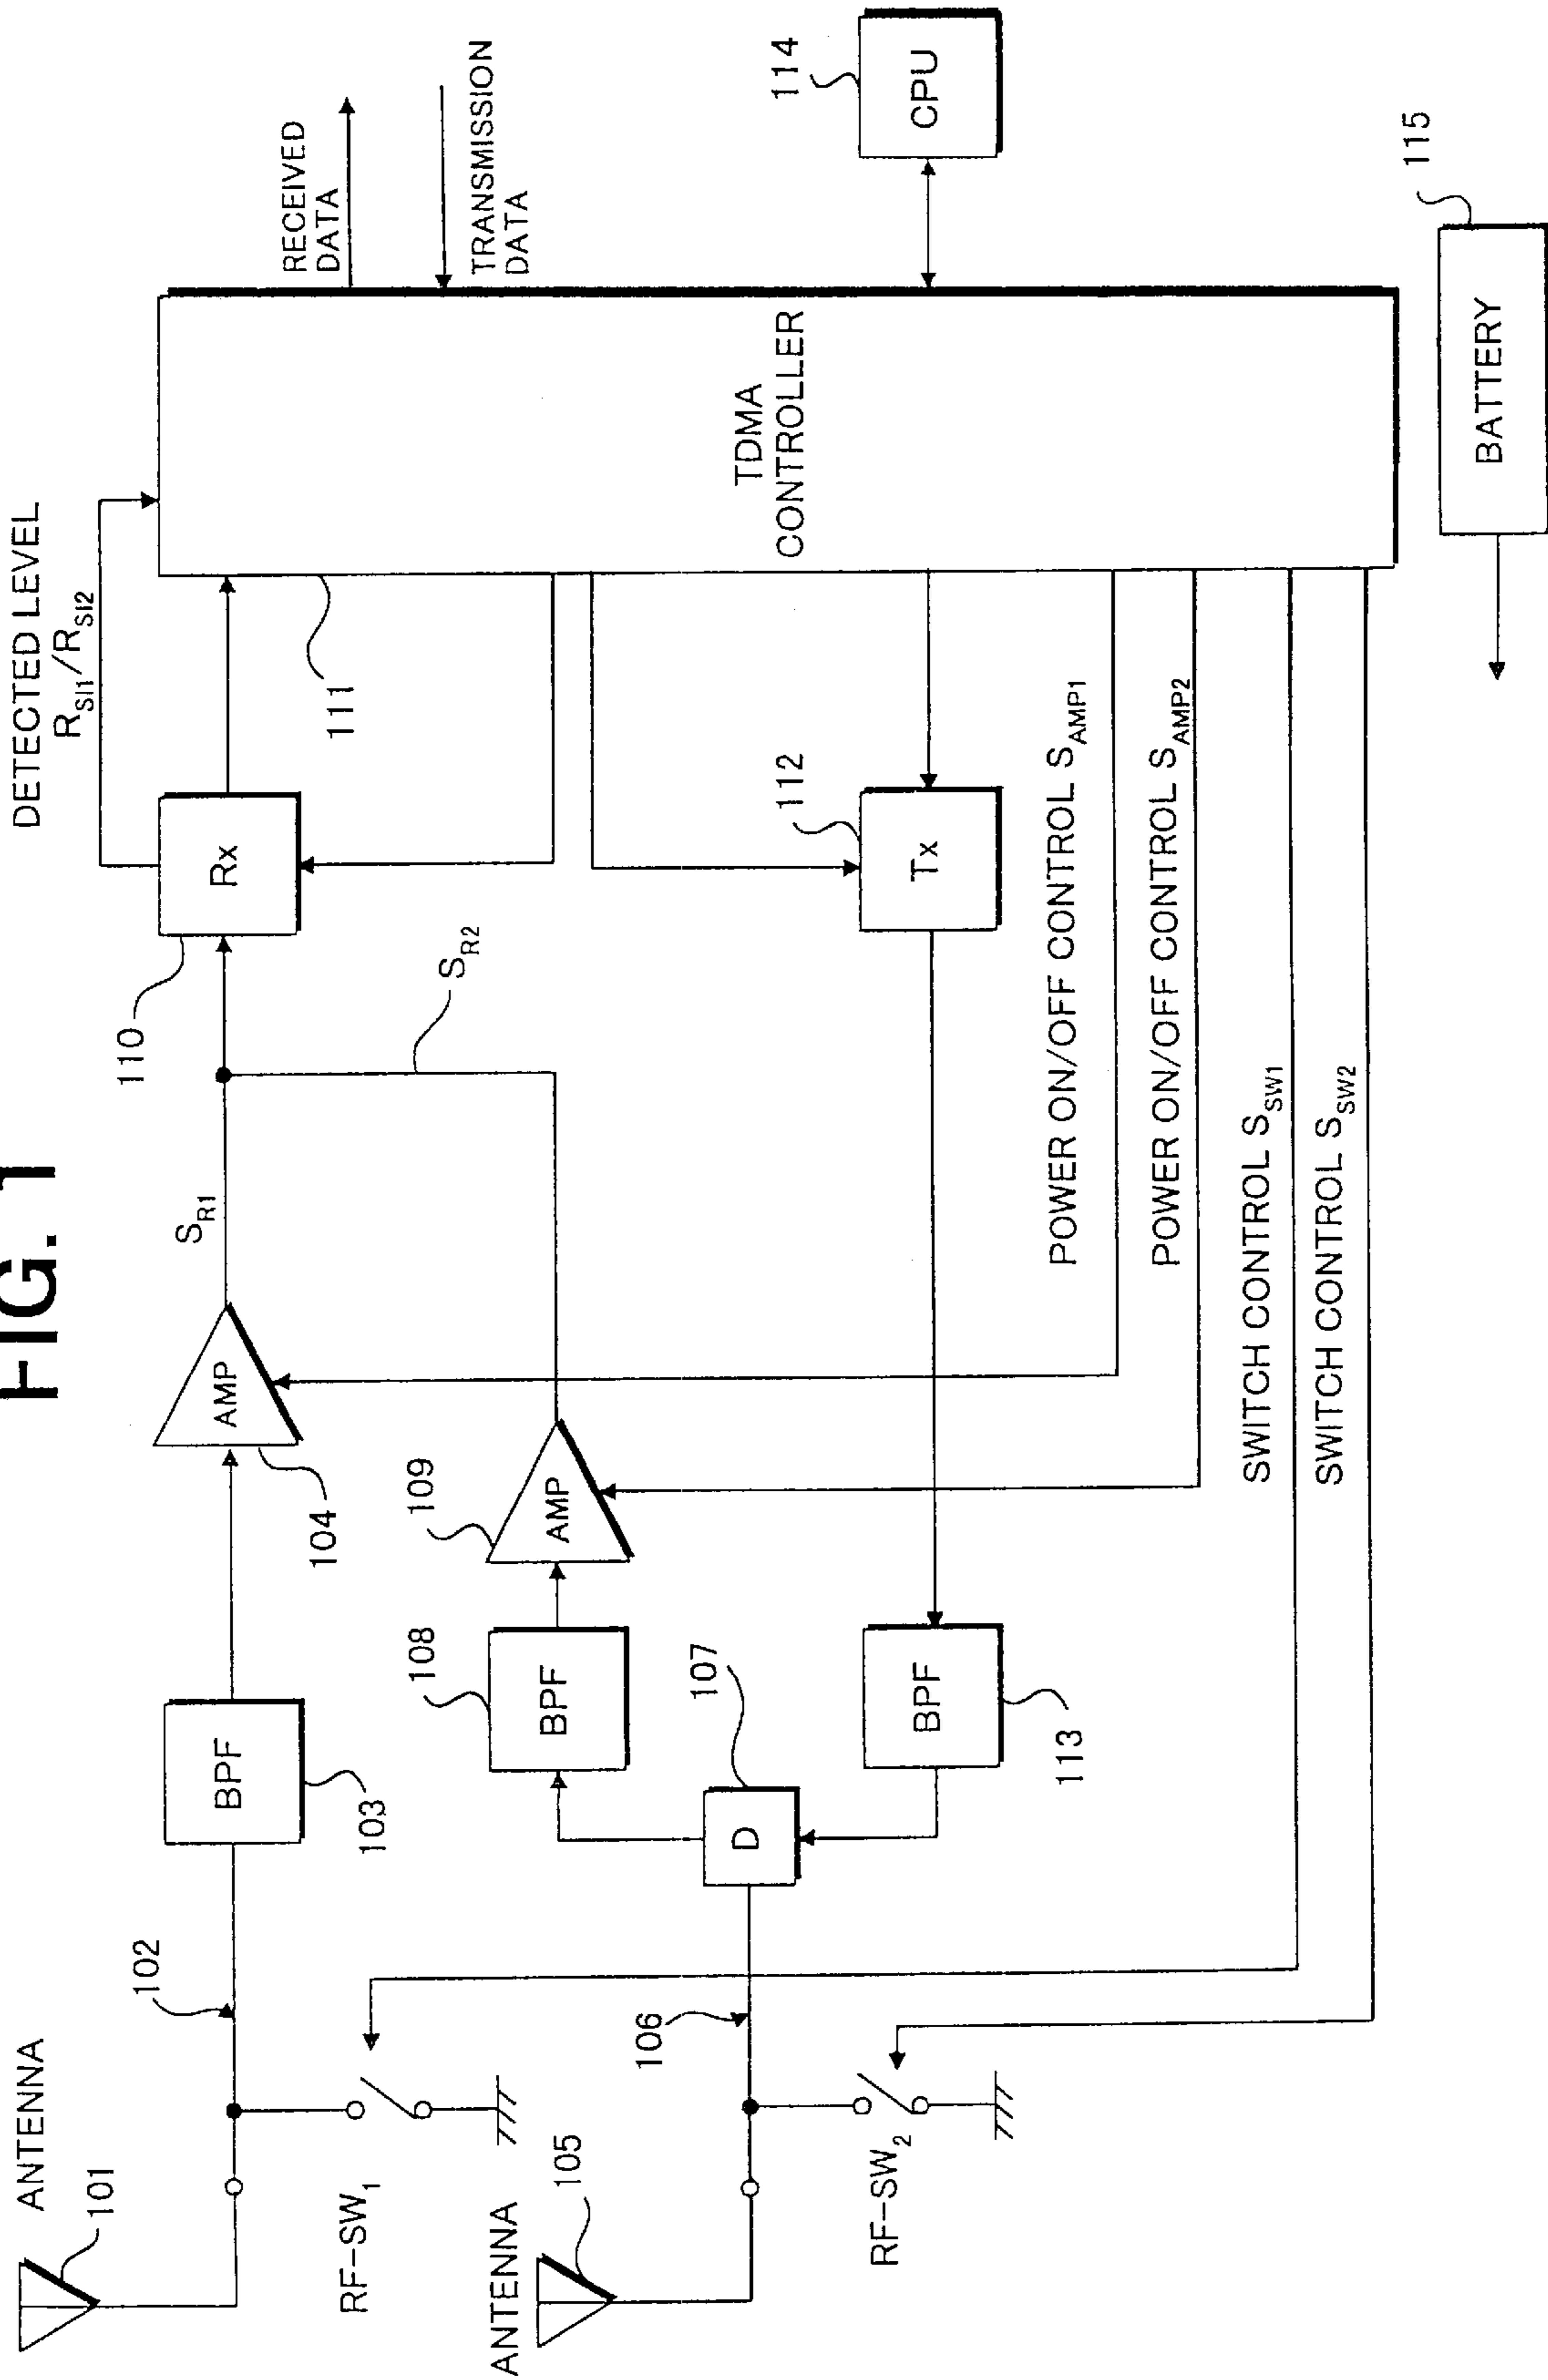 FIG. 1
ANTENNA
101
102
BPF
103
AMP
104
S_R1
110
Rx
DETECTED LEVEL
R_SI1/R_SI2
111
RECEIVED
DATA
TRANSMISSION
DATA
TDMA
CONTROLLER
114
CPU
RF-SW_1
ANTENNA
105
106
107
D
108
BPF
109
AMP
S_R2
112
Tx
BPF
113
RF-SW_2
POWER ON/OFF CONTROL S_AMP1
POWER ON/OFF CONTROL S_AMP2
SWITCH CONTROL S_SW1
SWITCH CONTROL S_SW2
115
BATTERY